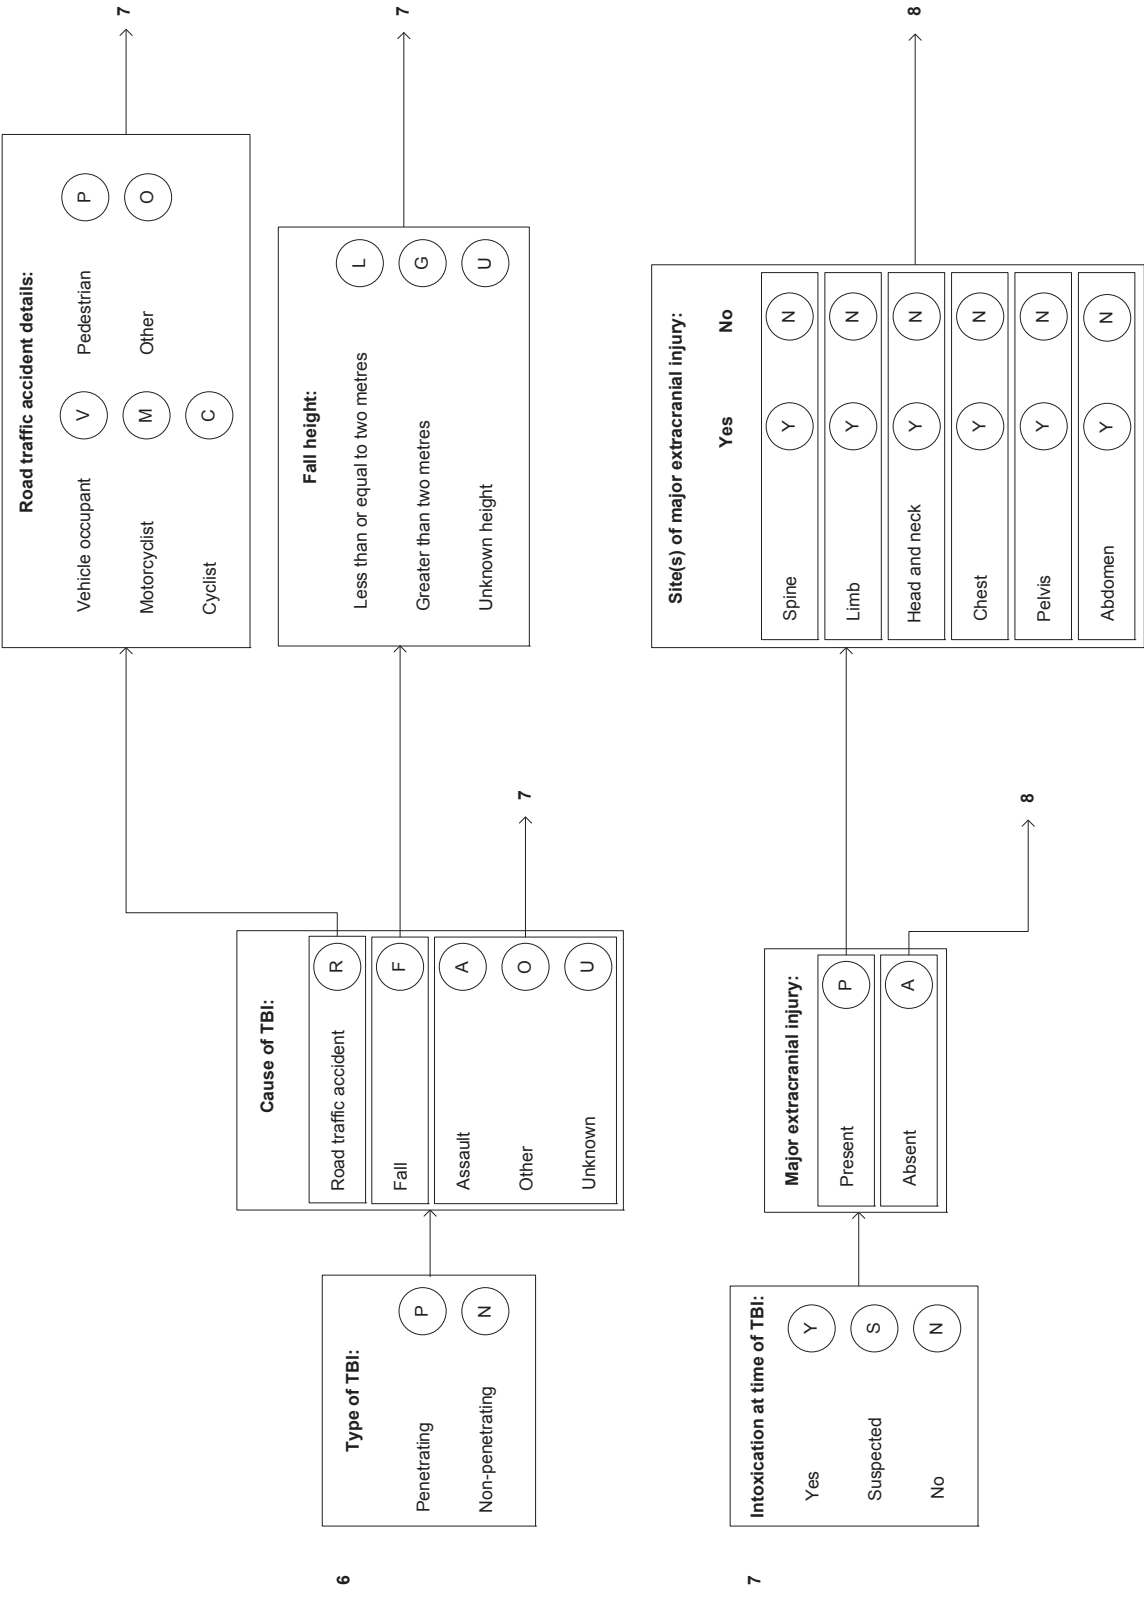 6
Type of TBI:
Penetrating P
Non-penetrating N
Cause of TBI:
Road traffic accident R
Fall F
Assault A
Other O
Unknown U
7
Road traffic accident details:
Vehicle occupant V Pedestrian P
Motorcyclist M Other O
Cyclist C
7
Fall height:
Less than or equal to two metres L
Greater than two metres G
Unknown height U
7
7
Intoxication at time of TBI:
Yes Y
Suspected S
No N
Major extracranial injury:
Present P
Absent A
8
Site(s) of major extracranial injury:
Yes No
Spine Y N
Limb Y N
Head and neck Y N
Chest Y N
Pelvis Y N
Abdomen Y N
8